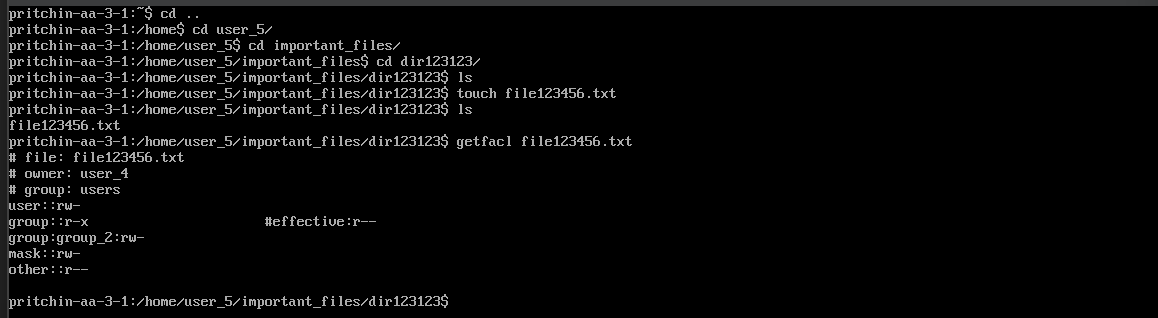 pritchin-aa-3-1:~$ cd ..
pritchin-aa-3-1:/home$ cd user_5/
pritchin-aa-3-1:/home/user_5$ cd important_files/
pritchin-aa-3-1:/home/user_5/important_files$ cd dir123123/
pritchin-aa-3-1:/home/user_5/important_files/dir123123$ ls
pritchin-aa-3-1:/home/user_5/important_files/dir123123$ touch file123456.txt
pritchin-aa-3-1:/home/user_5/important_files/dir123123$ ls
file123456.txt
pritchin-aa-3-1:/home/user_5/important_files/dir123123$ getfacl file123456.txt
# file: file123456.txt
# owner: user_4
# group: users
user::rw-
group::r-x                      #effective:r--
group:group_2:rw-
mask::rw-
other::r--
pritchin-aa-3-1:/home/user_5/important_files/dir123123$